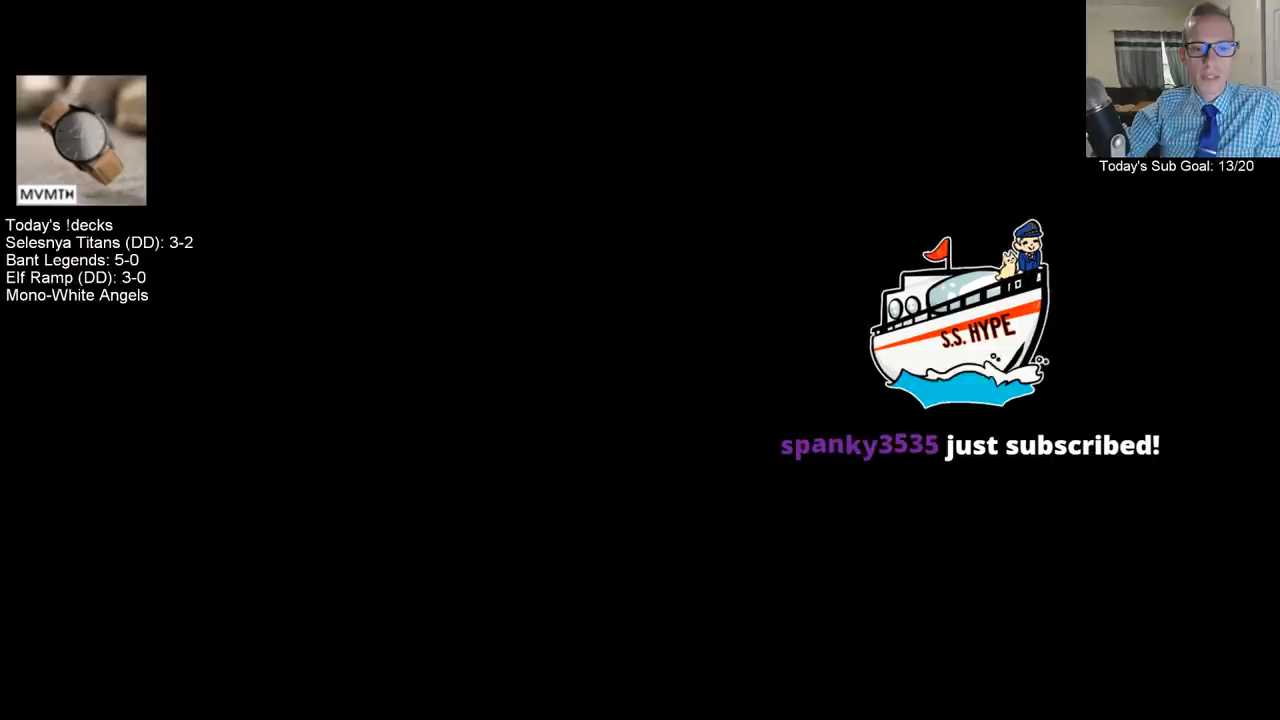 MVMTH
Today's Sub Goal: 13/20
Today's !decks
Selesnya Titans (DD): 3-2
Bant Legends: 5-0
Elf Ramp (DD): 3-0
Mono-White Angels
S.S. HYPE
spanky3535 just subscribed!